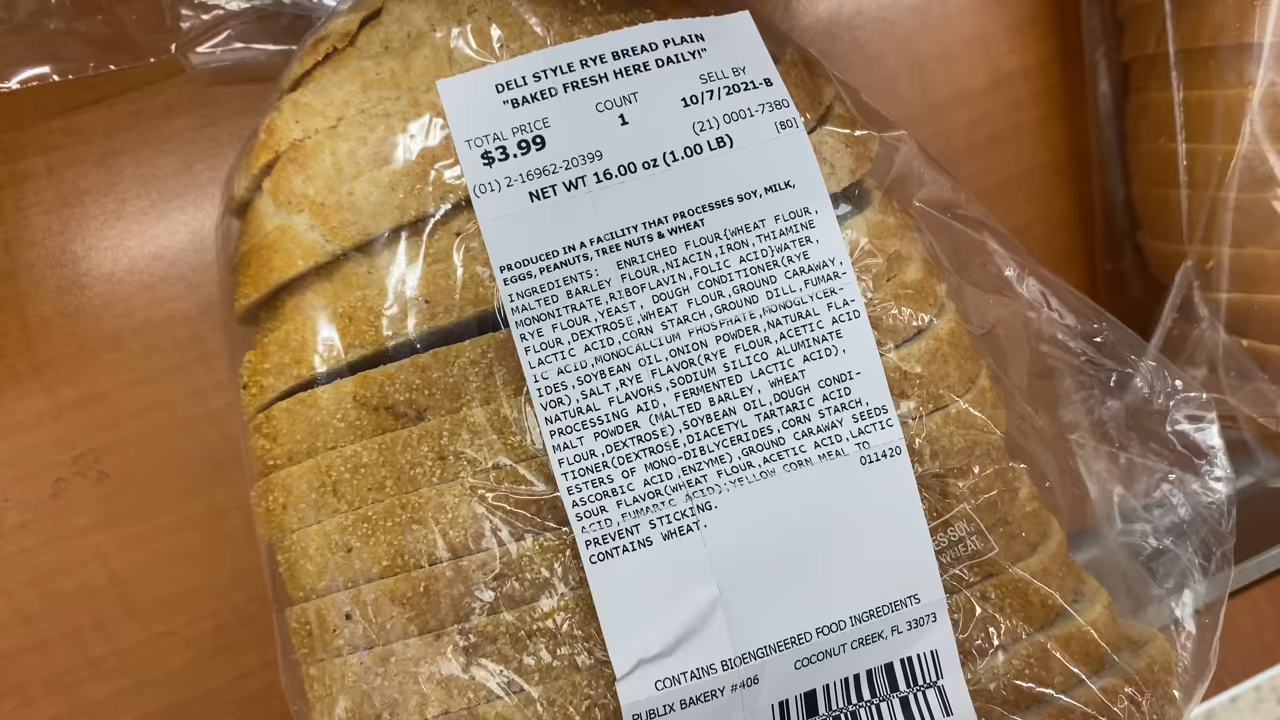 DELI STYLE RYE BREAD PLAIN
"BAKED FRESH HERE DAILY!"
TOTAL PRICE COUNT SELL BY
$3.99 1 10/7/2021-B
(01) 2-16962-20399 (21) 0001-7380
NET WT 16.00 oz (1.00 LB) [80]
PRODUCED IN A FACILITY THAT PROCESSES SOY, MILK,
EGGS, PEANUTS, TREE NUTS & WHEAT
INGREDIENTS: ENRICHED FLOUR{WHEAT FLOUR,
MALTED BARLEY FLOUR,NIACIN,IRON,THIAMINE
MONONITRATE,RIBOFLAVIN,FOLIC ACID}WATER,
RYE FLOUR,YEAST, DOUGH CONDITIONER(RYE
FLOUR,DEXTROSE,WHEAT FLOUR,GROUND CARAWAY,
LACTIC ACID,CORN STARCH,GROUND DILL,FUMAR-
IC ACID,MONOCALCIUM PHOSPHATE,MONOGLYCER-
IDES,SOYBEAN OIL,ONION POWDER,NATURAL FLA-
VOR),SALT,RYE FLAVOR(RYE FLOUR,ACETIC ACID
NATURAL FLAVORS,SODIUM SILICO ALUMINATE
PROCESSING AID, FERMENTED LACTIC ACID),
MALT POWDER (MALTED BARLEY, WHEAT
FLOUR,DEXTROSE),SOYBEAN OIL,DOUGH CONDI-
TIONER(DEXTROSE,DIACETYL TARTARIC ACID
ESTERS OF MONO-DIBLYCERIDES,CORN STARCH,
ASCORBIC ACID,ENZYME),GROUND CARAWAY SEEDS
SOUR FLAVOR(WHEAT FLOUR,ACETIC ACID,LACTIC
ACID,FUMARIC ACID);YELLOW CORN MEAL TO
PREVENT STICKING. 011420
CONTAINS WHEAT.
CONTAINS BIOENGINEERED FOOD INGREDIENTS
PUBLIX BAKERY #406 COCONUT CREEK, FL 33073
SOY,
WHEAT.